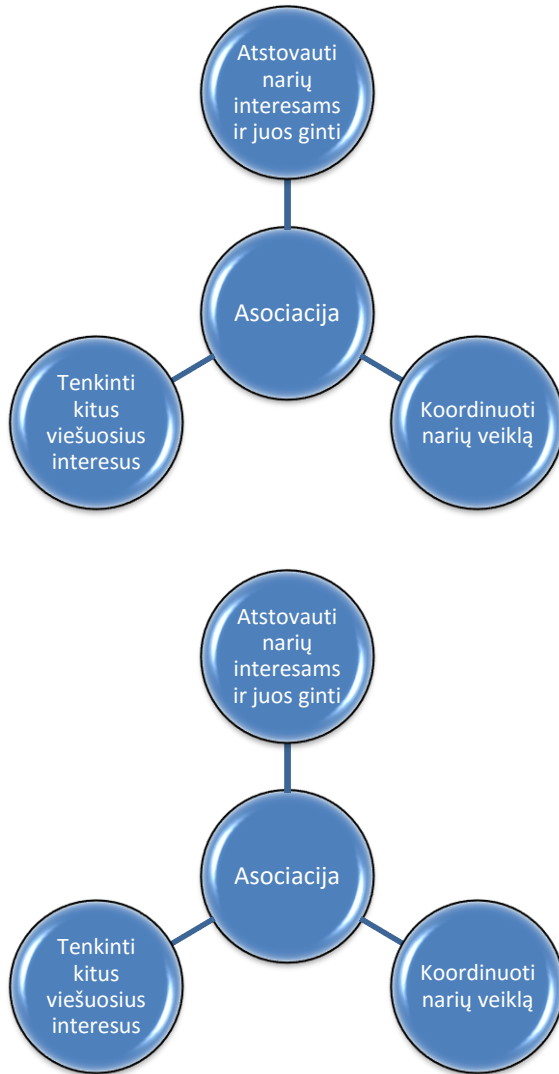 Atstovauti
narių
interesams
ir juos ginti
Asociacija
Tenkinti
kitus
viešuosius
interesus
Koordinuoti
narių veiklą
Atstovauti
narių
interesams
ir juos ginti
Asociacija
Tenkinti
kitus
viešuosius
interesus
Koordinuoti
narių veiklą